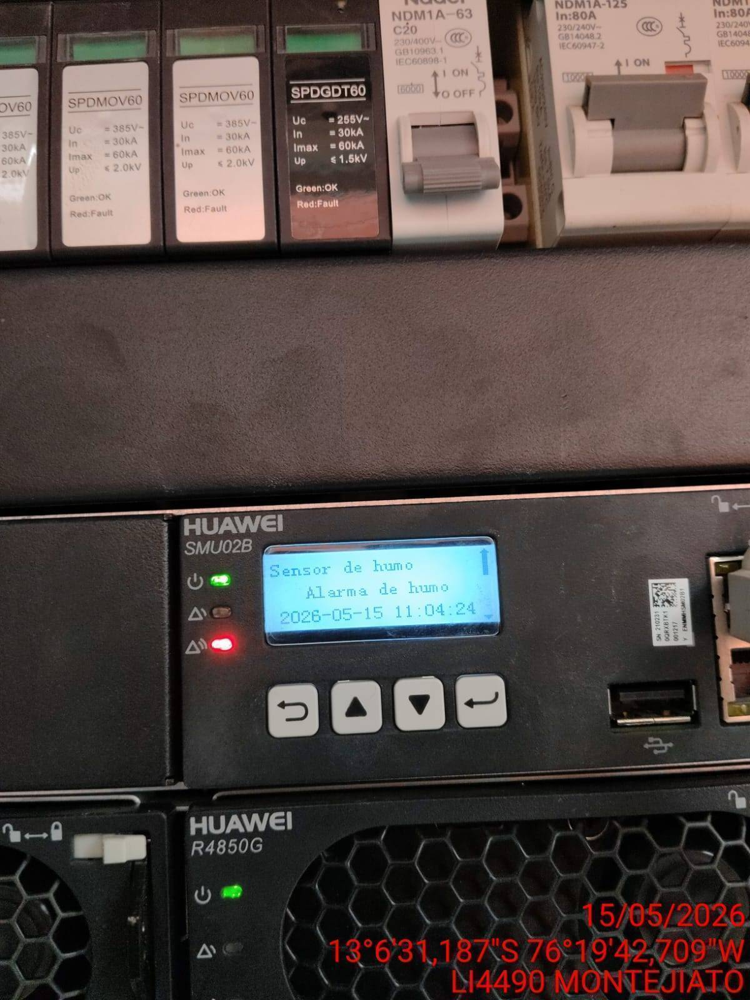 Nader
NDM1A-63
C20
230/400V~
GB10963.1
IEC60898-1
6000
I ON
O OFF
NDM1A-125
In:80A
230/240V~
GB14048.2
IEC60947-2
I ON
10000
NDM1A
In:80A
230/240V
GB14048
IEC6094
1000
OV60
385V~
30kA
60kA
2.0kV
SPDMOV60
Uc = 385V~
In = 30kA
Imax = 60kA
Up ≤ 2.0kV
Green:OK
Red:Fault
SPDMOV60
Uc = 385V~
In = 30kA
Imax = 60kA
Up ≤ 2.0kV
Green:OK
Red:Fault
SPDGDT60
Uc = 255V~
In = 30kA
Imax = 60kA
Up ≤ 1.5kV
Green:OK
Red:Fault
HUAWEI
SMU02B
Sensor de humo
Alarma de humo
2026-05-15 11:04:24
HUAWEI
R4850G
15/05/2026
13°6'31,187"S 76°19'42,709"W
LI4490 MONTEJIATO